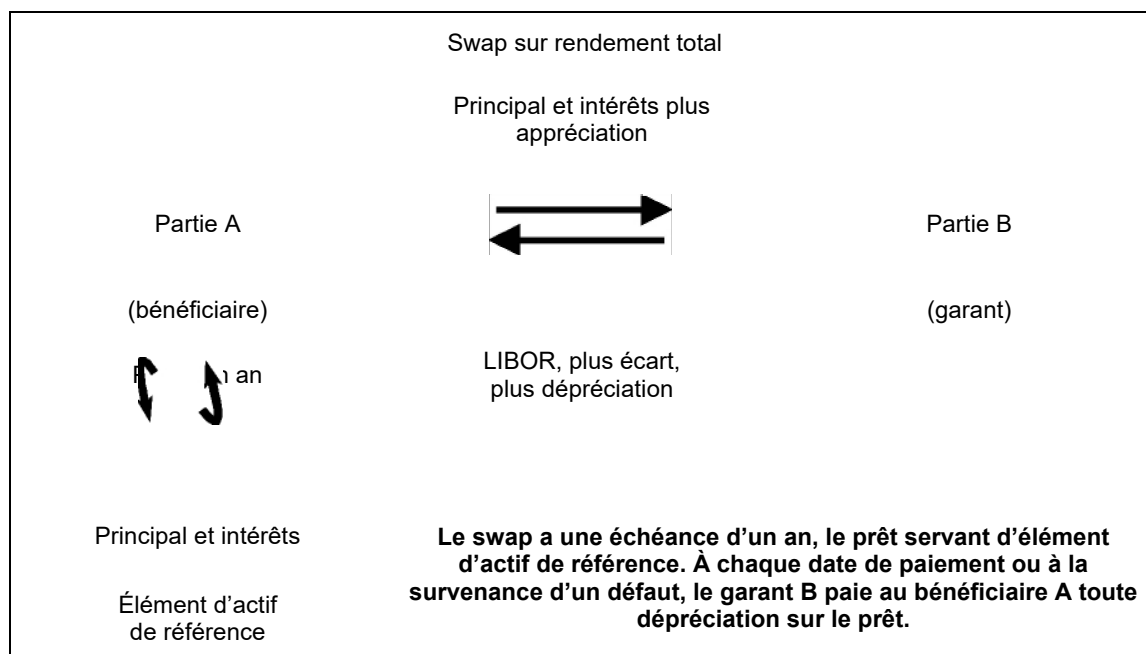 Swap sur rendement total
Principal et intérêts plus
appréciation
Partie A
Partie B
(bénéficiaire)
(garant)
an
LIBOR, plus écart,
plus dépréciation
Principal et intérêts
Élément d’actif
de référence
Le swap a une échéance d’un an, le prêt servant d’élément
d’actif de référence. À chaque date de paiement ou à la
survenance d’un défaut, le garant B paie au bénéficiaire A toute
dépréciation sur le prêt.